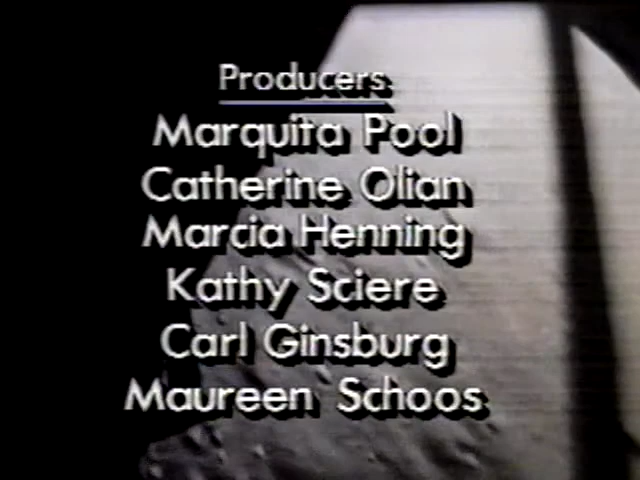 Producers
Marquita Pool
Catherine Olian
Marcia Henning
Kathy Sciere
Carl Ginsburg
Maureen Schoos